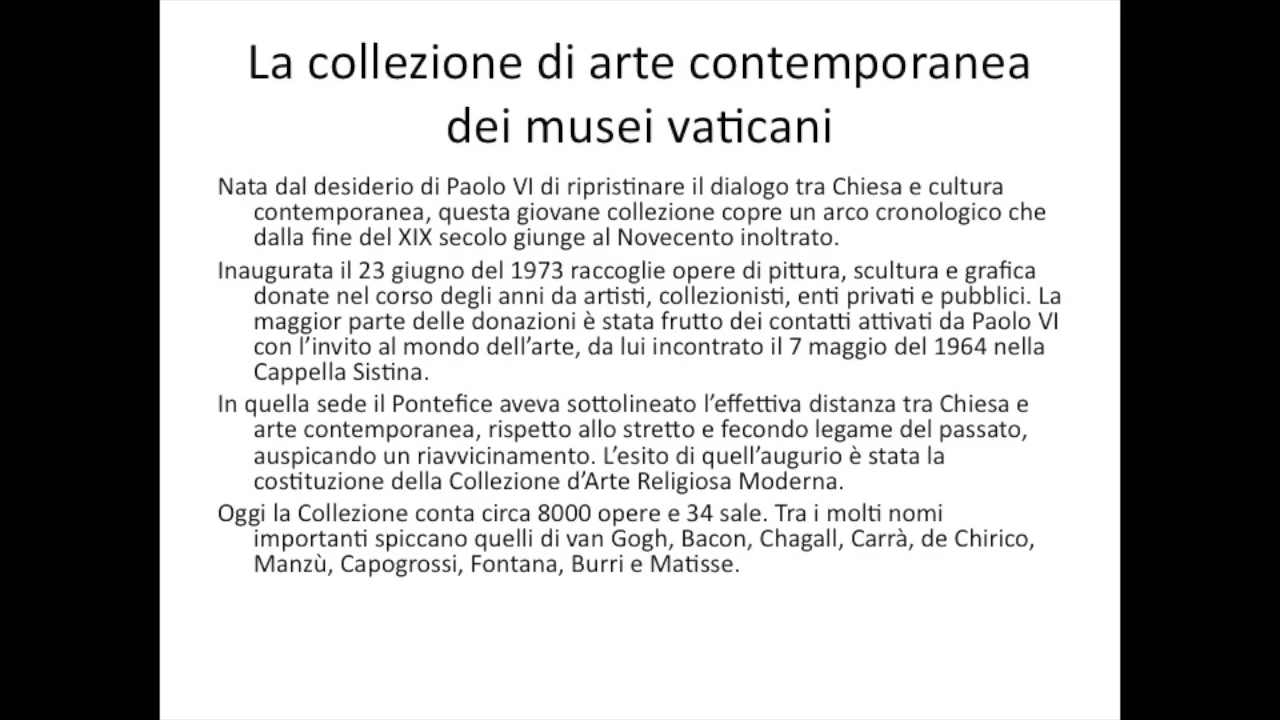 La collezione di arte contemporanea
dei musei vaticani
Nata dal desiderio di Paolo VI di ripristinare il dialogo tra Chiesa e cultura
contemporanea, questa giovane collezione copre un arco cronologico che
dalla fine del XIX secolo giunge al Novecento inoltrato.
Inaugurata il 23 giugno del 1973 raccoglie opere di pittura, scultura e grafica
donate nel corso degli anni da artisti, collezionisti, enti privati e pubblici. La
maggior parte delle donazioni è stata frutto dei contatti attivati da Paolo VI
con l’invito al mondo dell’arte, da lui incontrato il 7 maggio del 1964 nella
Cappella Sistina.
In quella sede il Pontefice aveva sottolineato l’effettiva distanza tra Chiesa e
arte contemporanea, rispetto allo stretto e fecondo legame del passato,
auspicando un riavvicinamento. L’esito di quell’augurio è stata la
costituzione della Collezione d’Arte Religiosa Moderna.
Oggi la Collezione conta circa 8000 opere e 34 sale. Tra i molti nomi
importanti spiccano quelli di van Gogh, Bacon, Chagall, Carrà, de Chirico,
Manzù, Capogrossi, Fontana, Burri e Matisse.